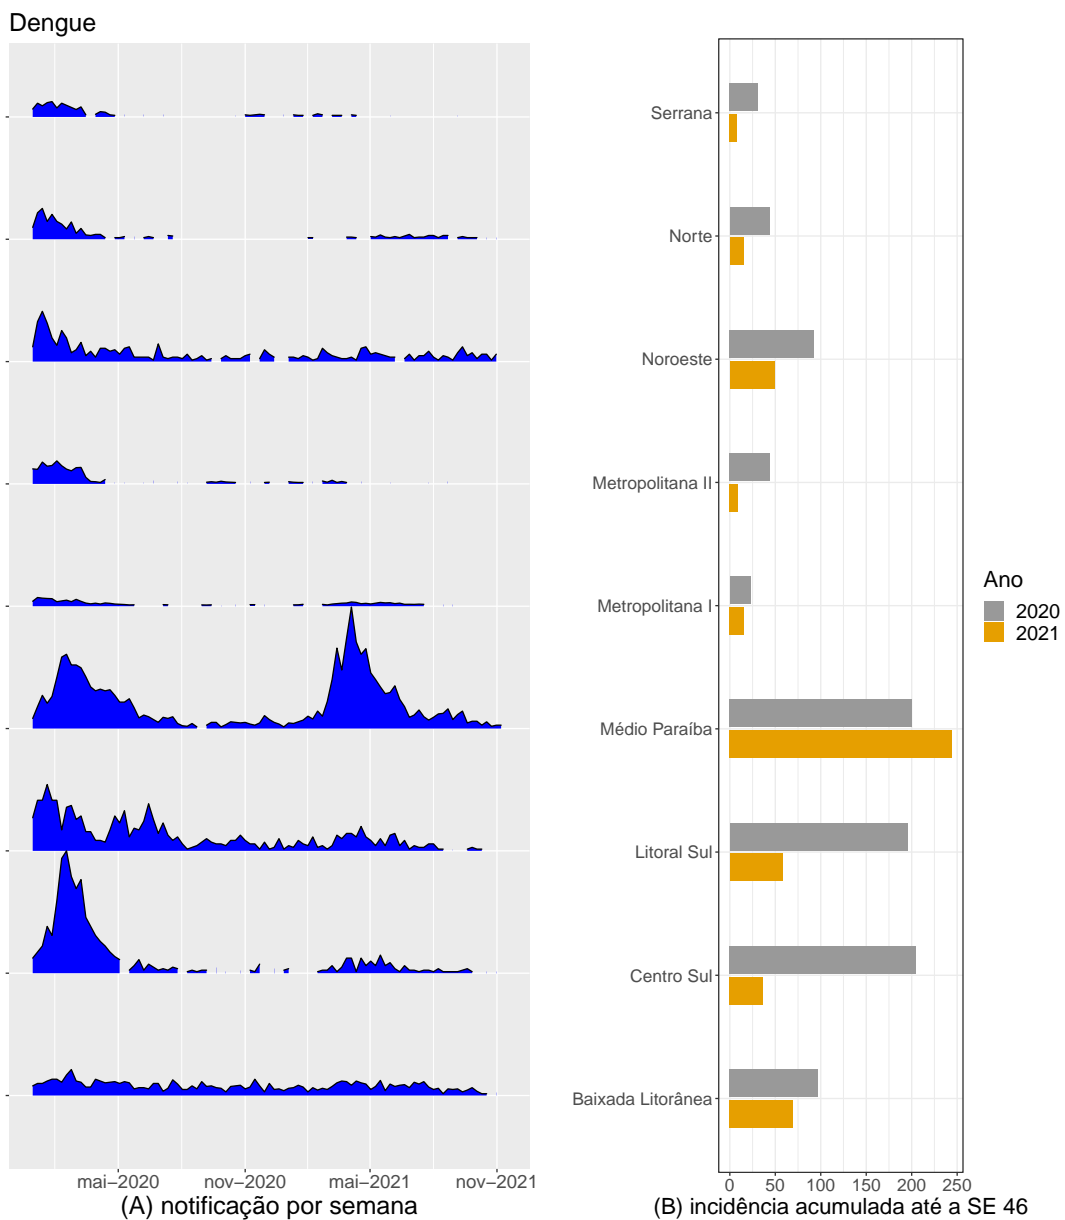 Dengue
mai–2020
nov–2020
mai–2021
nov–2021
(A) notificação por semana
Serrana
Norte
Noroeste
Metropolitana II
Metropolitana I
Médio Paraíba
Litoral Sul
Centro Sul
Baixada Litorânea
0
50
100
150
200
250
(B) incidência acumulada até a SE 46
Ano
2020
2021